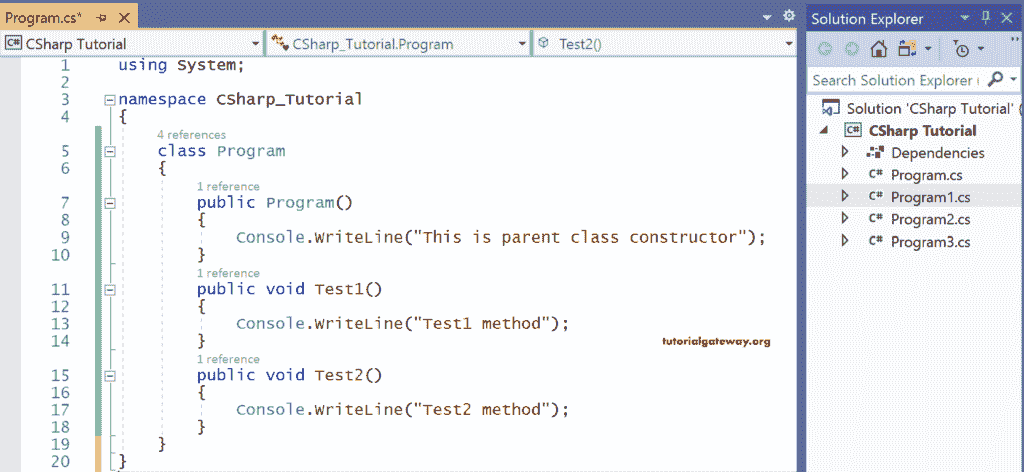 Program.cs*
CSharp Tutorial
CSharp_Tutorial.Program
Test2()
1 using System;
2
3 namespace CSharp_Tutorial
4 {
4 references
5 class Program
6 {
1 reference
7 public Program()
8 {
9 Console.WriteLine("This is parent class constructor");
10 }
1 reference
11 public void Test1()
12 {
13 Console.WriteLine("Test1 method");
14 }
1 reference
15 public void Test2()
16 {
17 Console.WriteLine("Test2 method");
18 }
19 }
20 }
tutorialgateway.org
Solution Explorer
Search Solution Explorer (
Solution 'CSharp Tutorial' (
C# CSharp Tutorial
Dependencies
C# Program.cs
C# Program1.cs
C# Program2.cs
C# Program3.cs